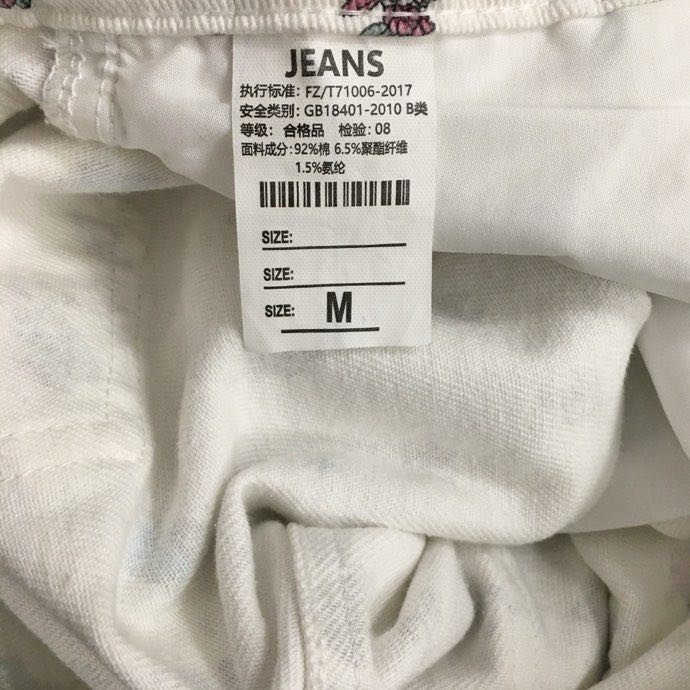 JEANS
执行标准: FZ/T71006-2017
安全类别: GB18401-2010 B类
等级: 合格品 检验: 08
面料成分: 92%棉 6.5%聚酯纤维
1.5%氨纶
SIZE:
SIZE:
SIZE: M